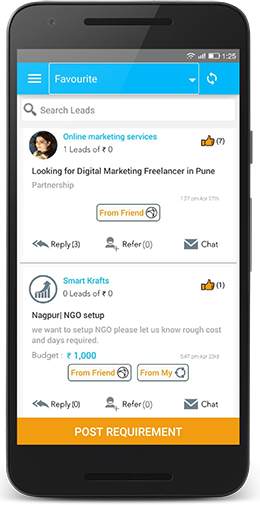 1:25
Favourite
Search Leads
Online marketing services
(7)
1 Leads of ₹ 0
Looking for Digital Marketing Freelancer in Pune
Partnership
1:27 pm Apr 27th
From Friend
Reply (3) Refer (0) Chat
Smart Krafts
(1)
0 Leads of ₹ 0
Nagpur| NGO setup
we want to setup NGO please let us know rough cost
and days required.
Budget : ₹ 1,000
5:47 pm Apr 23rd
From Friend From My
Reply (0) Refer (0) Chat
POST REQUIREMENT